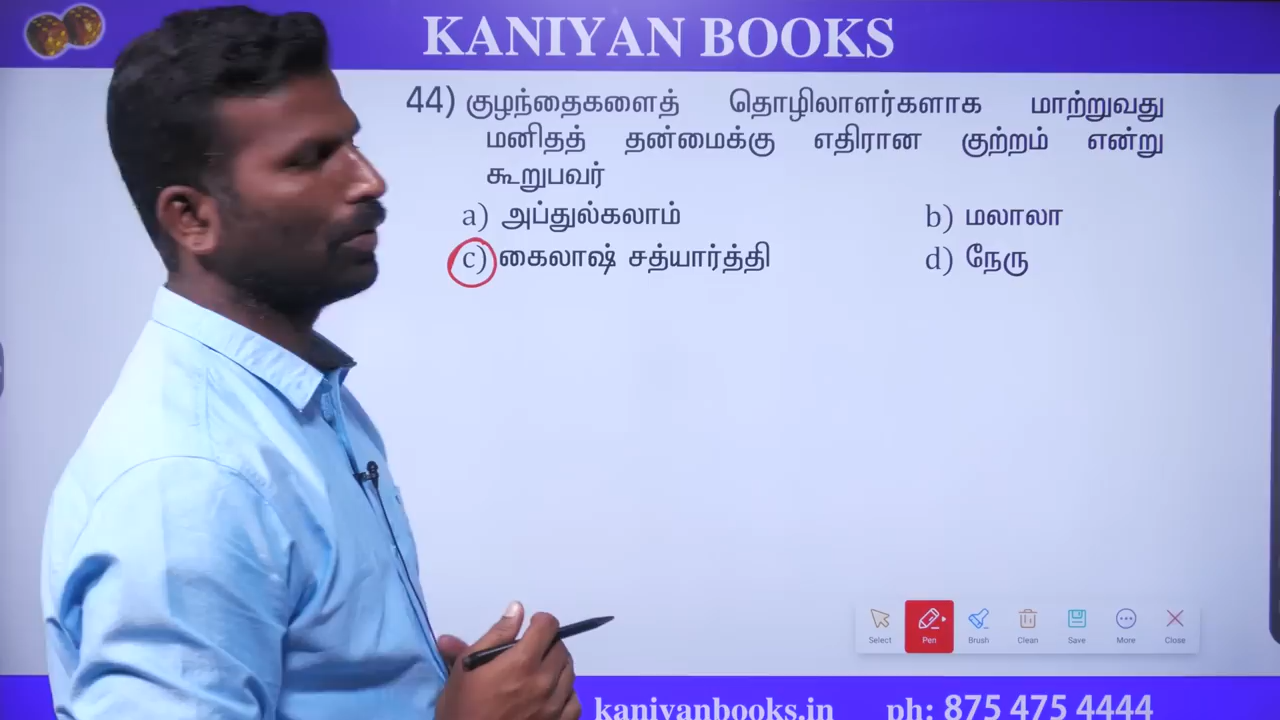 KANIYAN BOOKS
44) குழந்தைகளைத் தொழிலாளர்களாக மாற்றுவது
மனிதத் தன்மைக்கு எதிரான குற்றம் என்று
கூறுபவர்
a) அப்துல்கலாம் b) மலாலா
c) கைலாஷ் சத்யார்த்தி d) நேரு
Select Pen Brush Clean Save More Close
kaniyanbooks.in ph: 875 475 4444